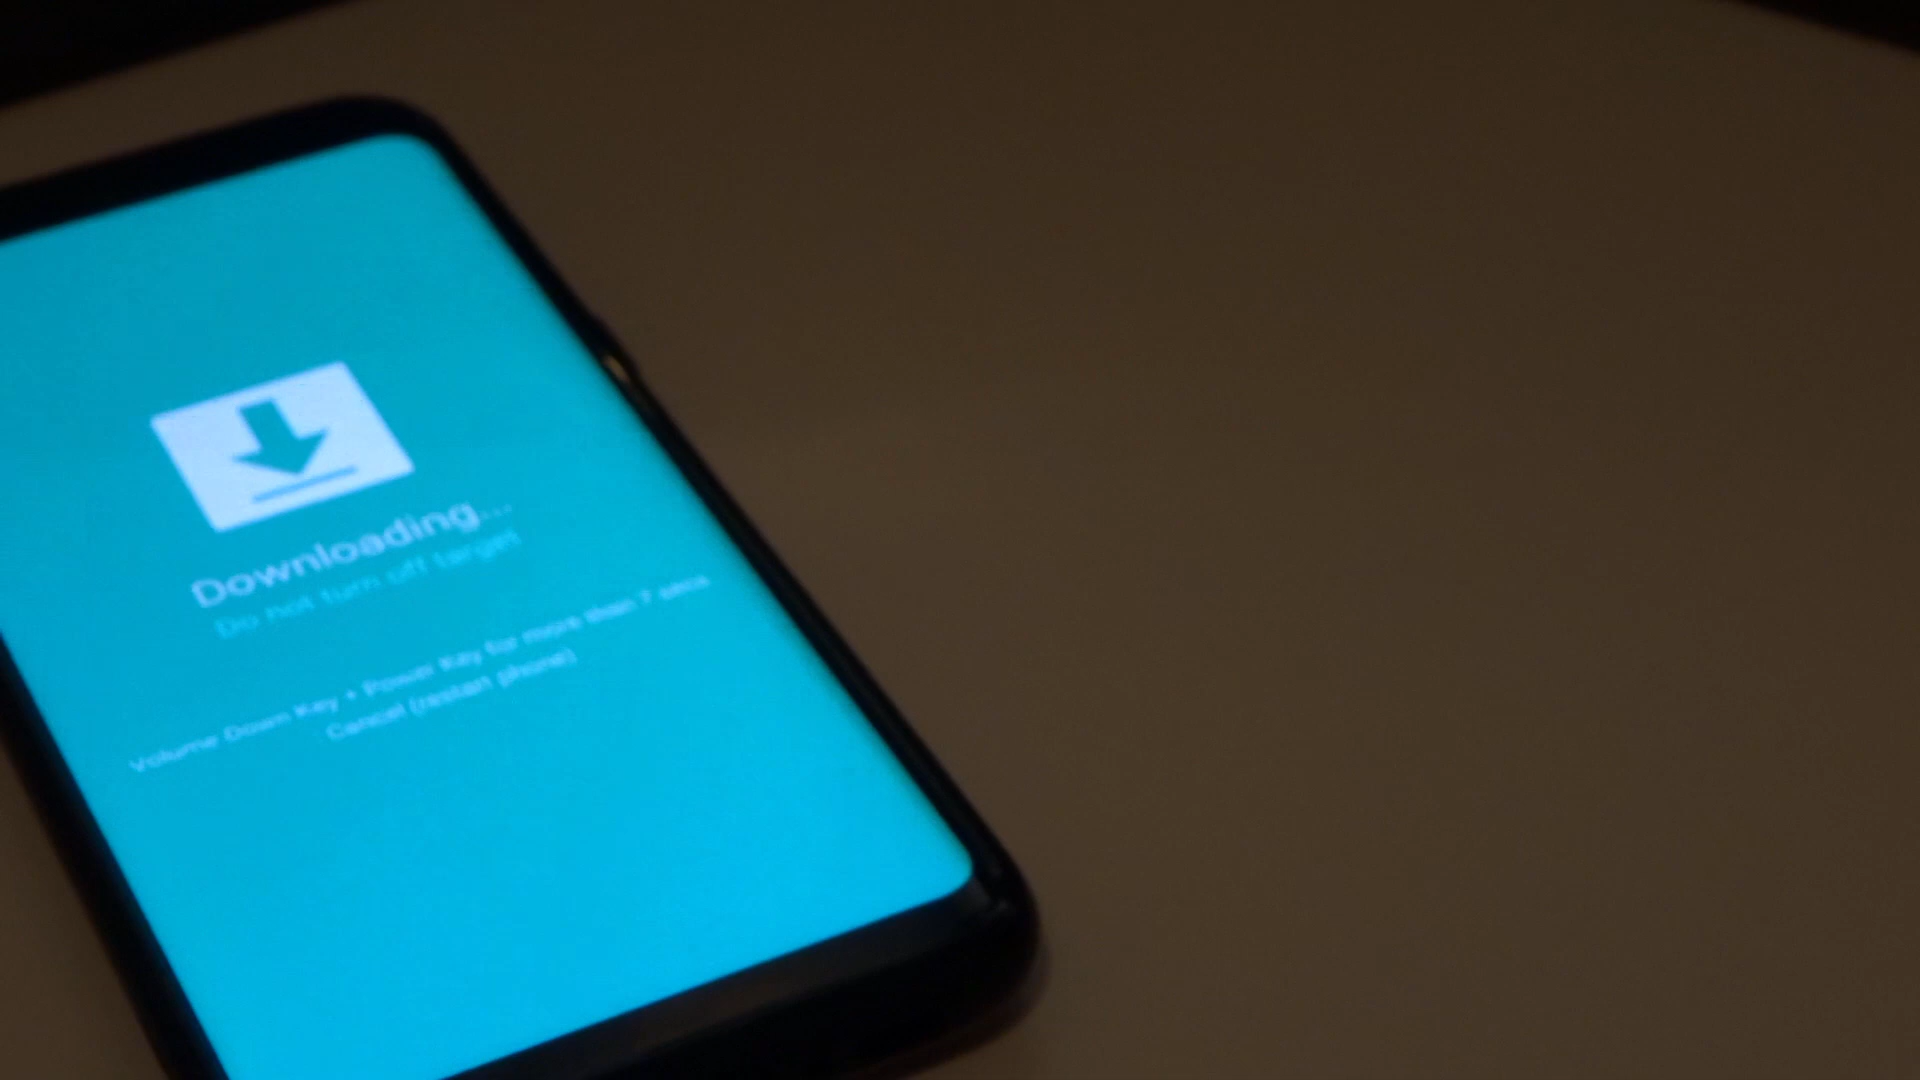 Downloading...
Do not turn off target
Volume Down Key + Power Key for more than 7 secs
Cancel (restart phone)